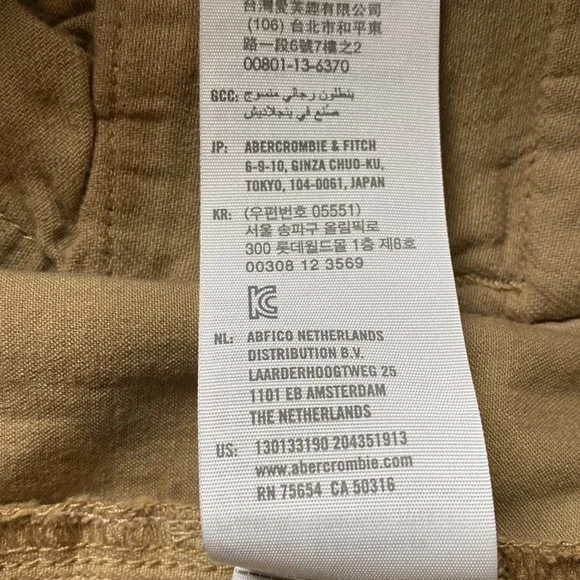 台灣愛芙趣有限公司
(106) 台北市和平東
路一段6號7樓之2
00801-13-6370
GCC: بنطلون رجالي منسوج
صنع في بنجلاديش
JP: ABERCROMBIE & FITCH
6-9-10, GINZA CHUO-KU,
TOKYO, 104-0061, JAPAN
KR: (우편번호 05551)
서울 송파구 올림픽로
300 롯데월드몰 1층 제8호
00308 12 3569
NL: ABFICO NETHERLANDS
DISTRIBUTION B.V.
LAARDERHOOGTWEG 25
1101 EB AMSTERDAM
THE NETHERLANDS
US: 130133190 204351913
www.abercrombie.com
RN 75654 CA 50316